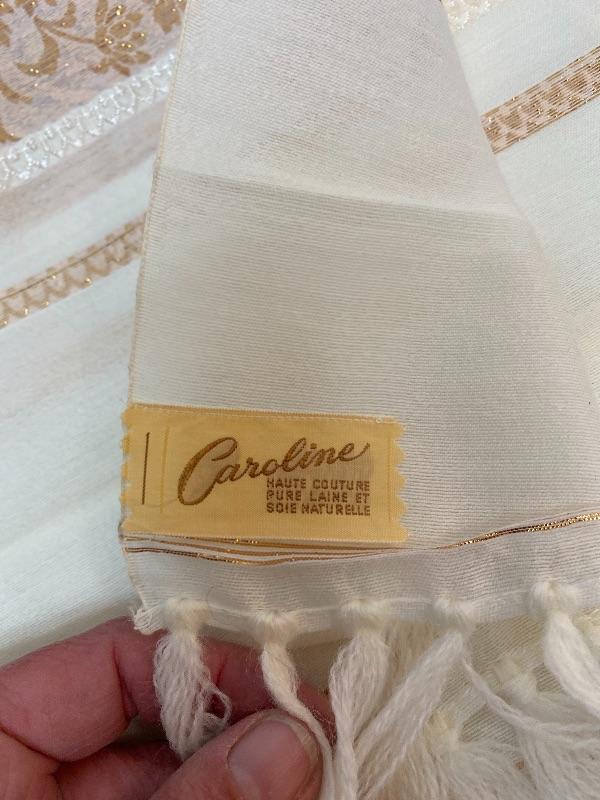 Caroline
HAUTE COUTURE
PURE LAINE ET
SOIE NATURELLE